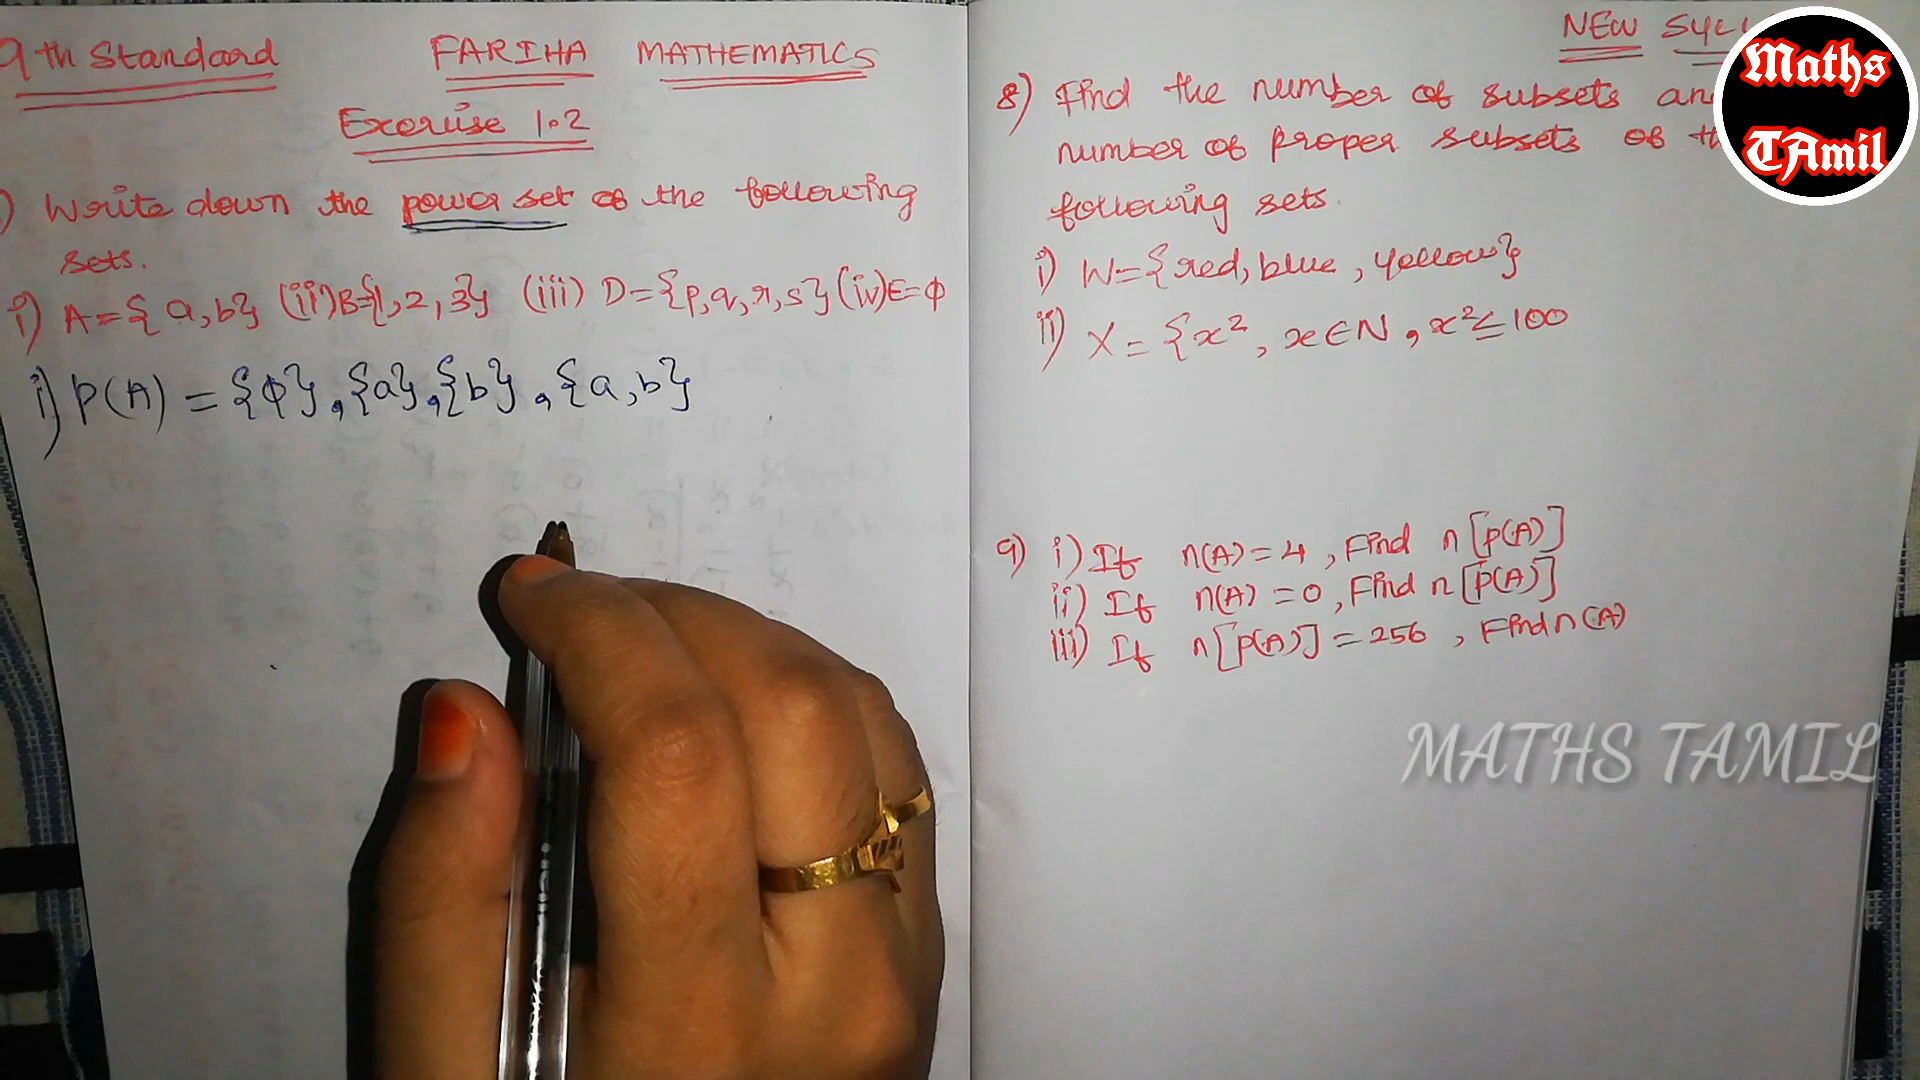 9th Standard FARIHA MATHEMATICS
Exercise 1.2
) Write down the power set of the following
sets.
i) A={a,b} (ii)B={1,2,3} (iii) D={p,q,r,s} (iv)E=ϕ
i) P(A) = {ϕ},{a},{b},{a,b}
NEW
8) Find the number of subsets
number of proper subsets of
following sets.
i) W={red, blue, yellow}
ii) X = {x², x∈N, x²≤100
9) i) If n(A)=4, Find n[P(A)]
ii) If n(A)=0, Find n[P(A)]
iii) If n[P(A)]=256, Find n(A)
Maths
TAmil
MATHS TAMIL